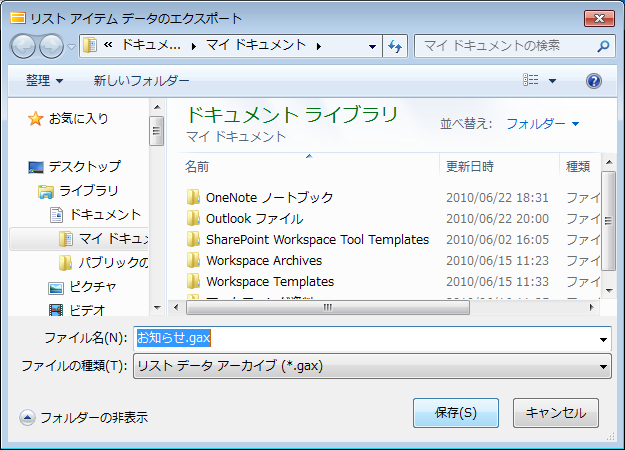 リスト アイテム データのエクスポート
« ドキュメ... ▸ マイ ドキュメント ▸
マイ ドキュメントの検索
整理 ▼ 新しいフォルダー
お気に入り
デスクトップ
ライブラリ
ドキュメント
マイ ドキュ
パブリックの
ピクチャ
ビデオ
ドキュメント ライブラリ
マイ ドキュメント
並べ替え: フォルダー ▼
名前 更新日時 種類
OneNote ノートブック 2010/06/22 18:31 ファイ
Outlook ファイル 2010/06/22 20:00 ファイ
SharePoint Workspace Tool Templates 2010/06/02 16:05 ファイ
Workspace Archives 2010/06/15 11:23 ファイ
Workspace Templates 2010/06/15 11:33 ファイ
ファイル名(N): お知らせ.gax
ファイルの種類(T): リスト データ アーカイブ (*.gax)
フォルダーの非表示
保存(S) キャンセル